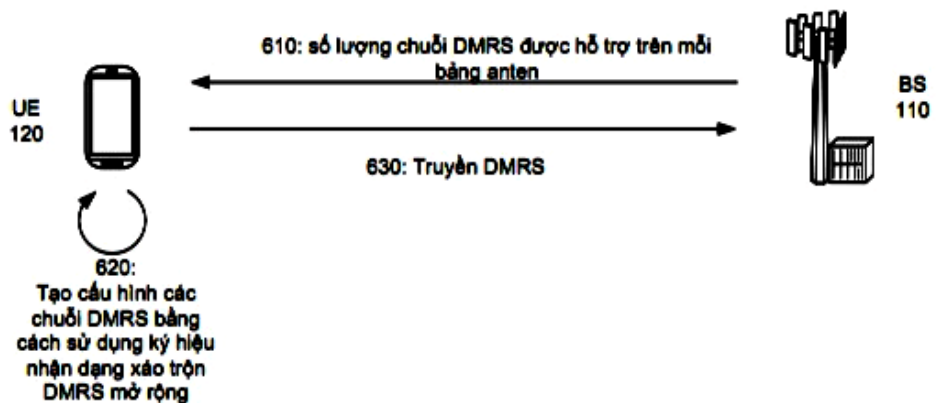 610: số lượng chuỗi DMRS được hỗ trợ trên mỗi
bảng anten
UE
120
BS
110
630: Truyền DMRS
620:
Tạo cấu hình các
chuỗi DMRS bằng
cách sử dụng ký hiệu
nhận dạng xáo trộn
DMRS mở rộng